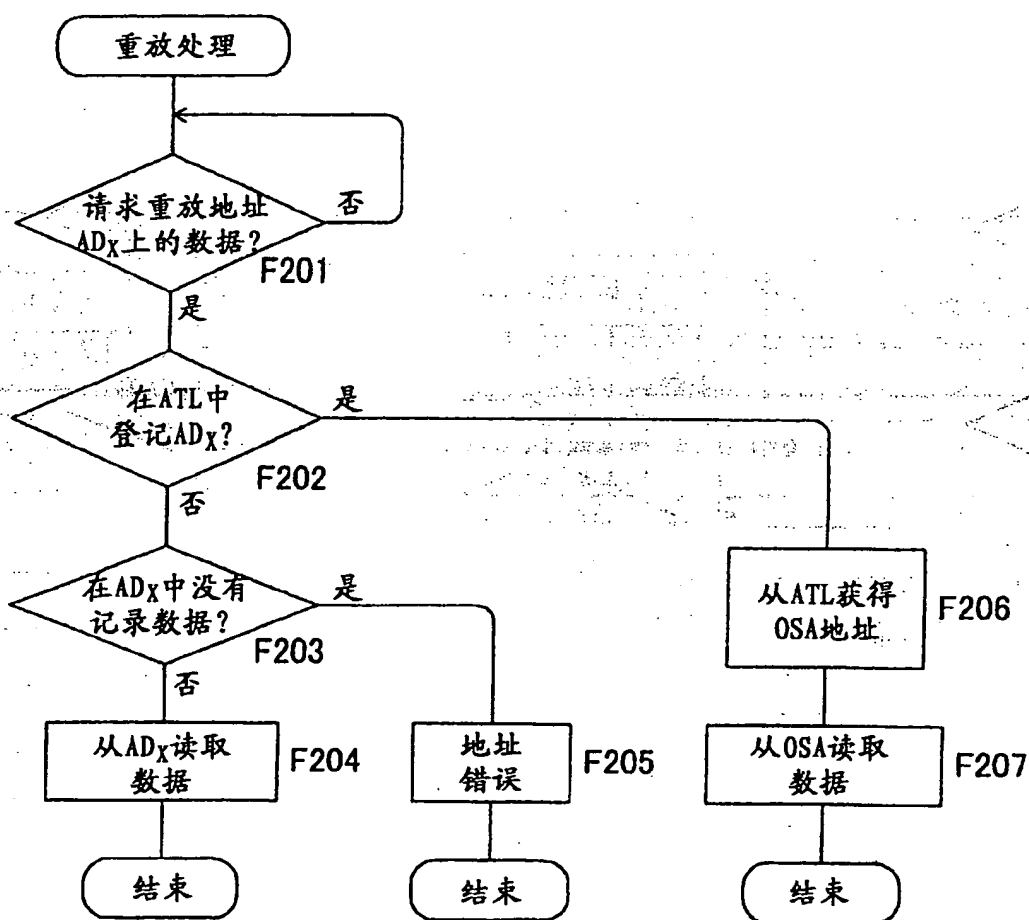 重放处理
请求重放地址
ADX上的数据?
否
F201
是
在ATL中
登记ADX?
是
F202
否
在ADX中没有
记录数据?
是
F203
否
从ATL获得
OSA地址
F206
从ADX读取
数据
F204
地址
错误
F205
从OSA读取
数据
F207
结束
结束
结束